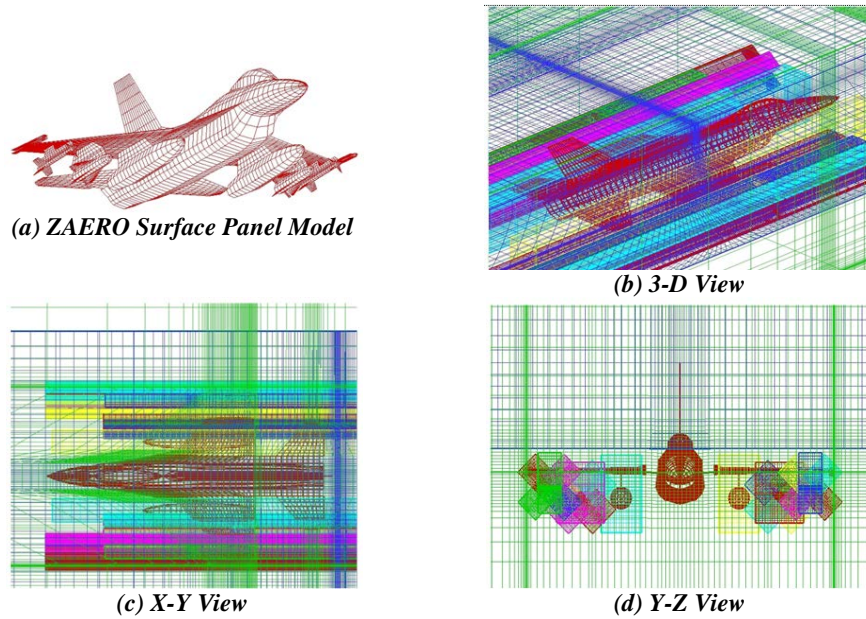 (a) ZAERO Surface Panel Model
(b) 3-D View
(c) X-Y View
(d) Y-Z View